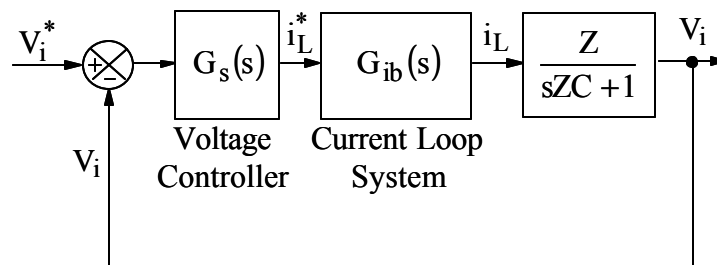 V_i^*
+
−
G_s(s)
i_L^*
G_ib(s)
i_L
Z
sZC + 1
V_i
V_i
Voltage
Controller
Current Loop
System